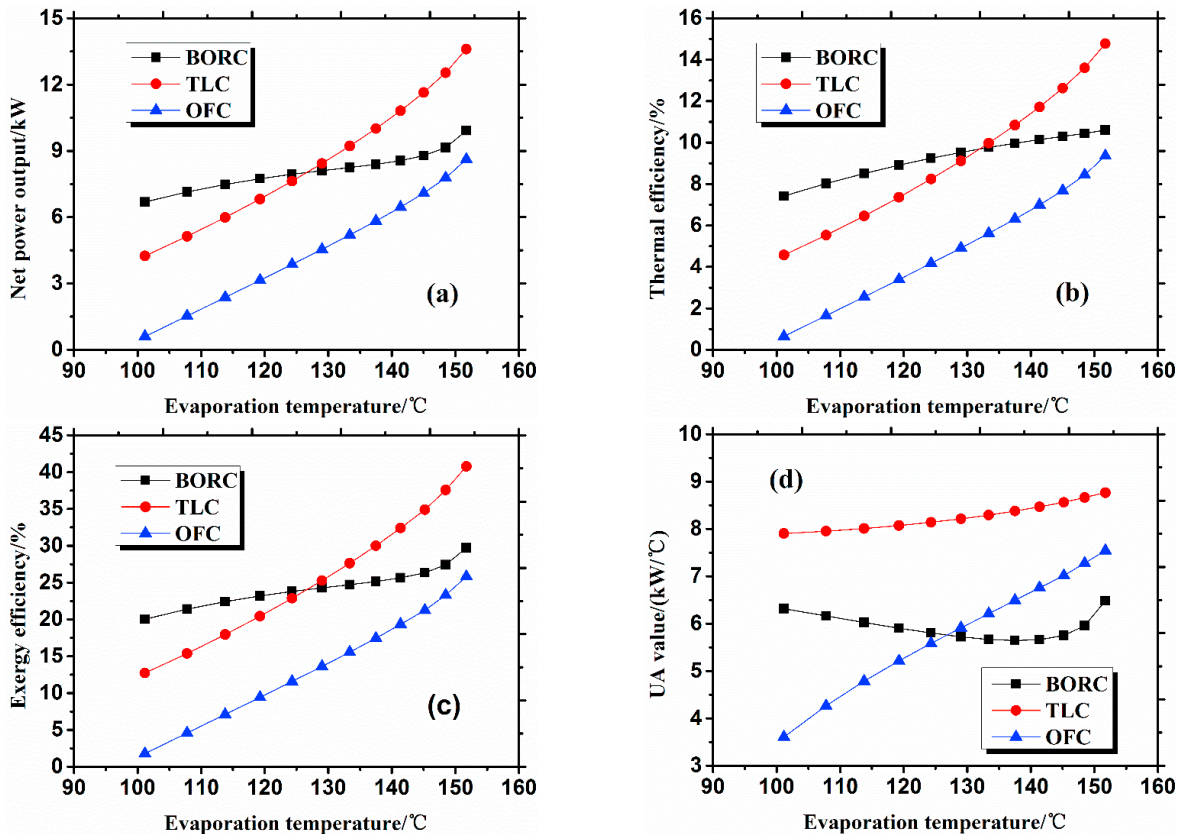 15
12
9
6
3
0
Net power output/kW
BORC
TLC
OFC
(a)
90 100 110 120 130 140 150 160
Evaporation temperature/℃
16
14
12
10
8
6
4
2
0
Thermal efficiency/%
BORC
TLC
OFC
(b)
90 100 110 120 130 140 150 160
Evaporation temperature/℃
45
40
35
30
25
20
15
10
5
0
Exergy efficiency/%
BORC
TLC
OFC
(c)
90 100 110 120 130 140 150 160
Evaporation temperature/℃
10
9
8
7
6
5
4
3
UA value/(kW/℃)
(d)
BORC
TLC
OFC
90 100 110 120 130 140 150 160
Evaporation temperature/℃